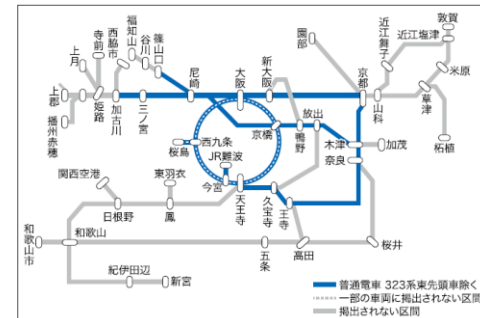 敦賀
近江塩津
近江舞子
園部
米原
福知山
篠山口
谷川
西脇市
寺前
上月
新大阪
大阪
尼崎
京都
山科
草津
柘植
上郡
播州赤穂
姫路
加古川
三ノ宮
京橋
鴫野
放出
木津
加茂
奈良
桜島
西九条
JR難波
今宮
天王寺
久宝寺
王寺
関西空港
東羽衣
日根野
鳳
和歌山市
和歌山
五条
高田
桜井
紀伊田辺
新宮
普通電車 323系東先頭車除く
一部の車両に掲出されない区間
掲出されない区間